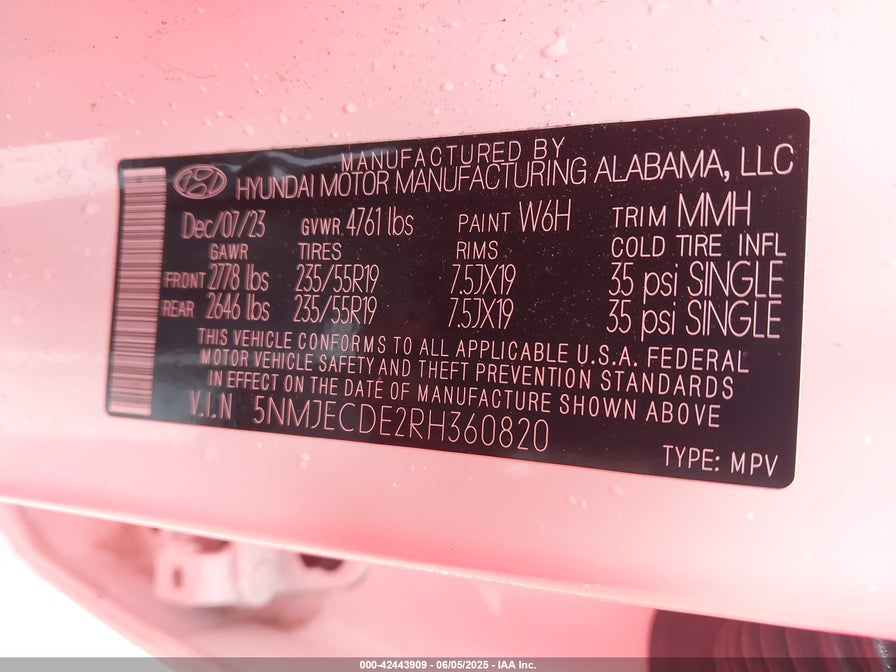 MANUFACTURED BY
HYUNDAI MOTOR MANUFACTURING ALABAMA, LLC
Dec/07/23 GVWR 4761 lbs PAINT W6H TRIM MMH
GAWR TIRES RIMS COLD TIRE INFL
FRONT 2778 lbs 235/55R19 7.5JX19 35 psi SINGLE
REAR 2646 lbs 235/55R19 7.5JX19 35 psi SINGLE
THIS VEHICLE CONFORMS TO ALL APPLICABLE U.S.A. FEDERAL
MOTOR VEHICLE SAFETY AND THEFT PREVENTION STANDARDS
IN EFFECT ON THE DATE OF MANUFACTURE SHOWN ABOVE
V.I.N 5NMJECDE2RH360820
TYPE: MPV
000-42443909 - 06/05/2025 - IAA Inc.